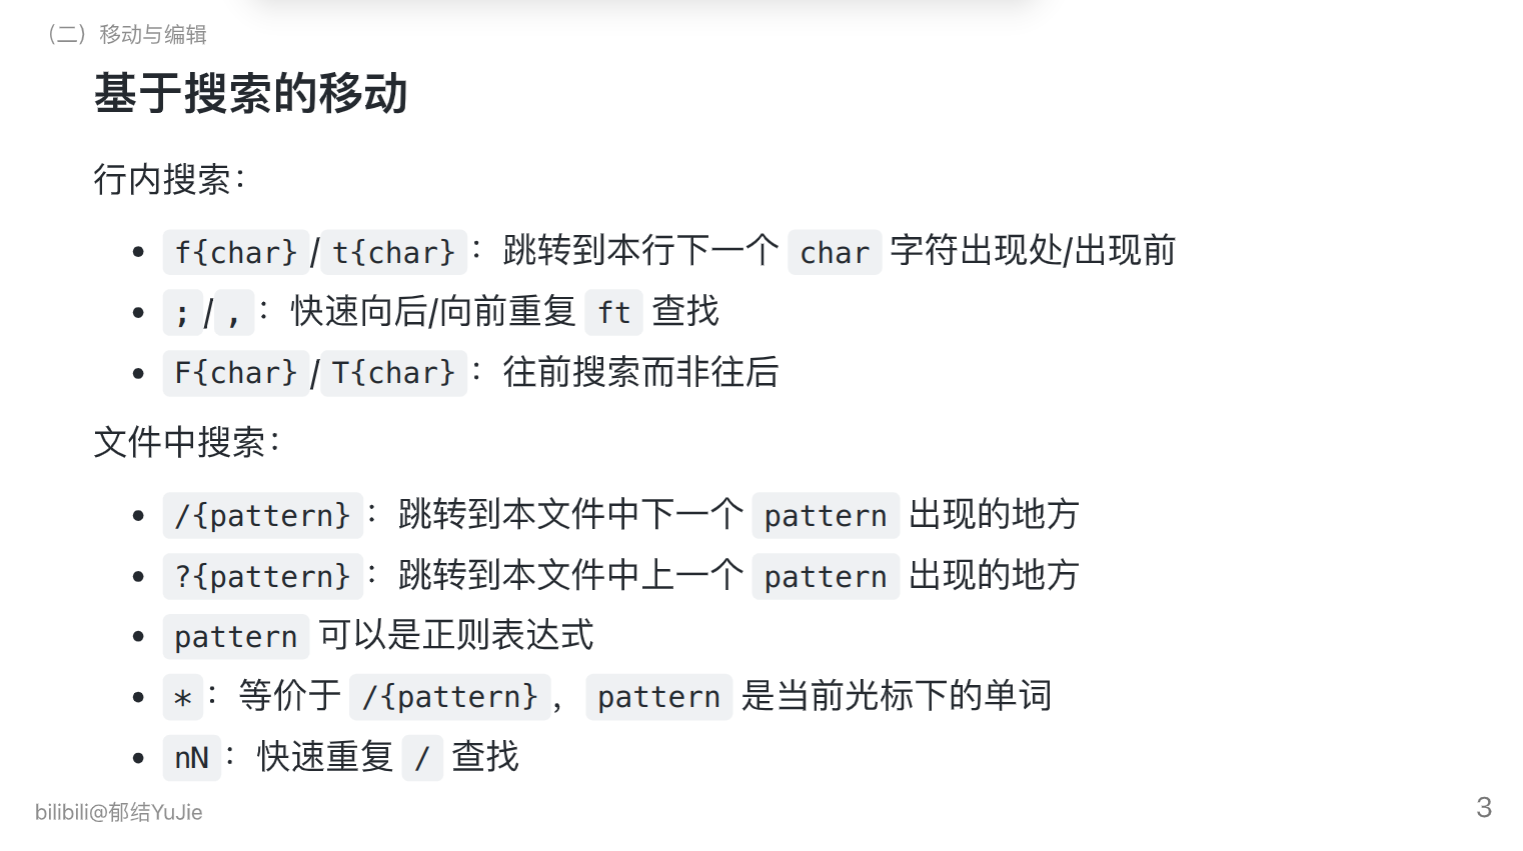 （二）移动与编辑
基于搜索的移动
行内搜索：
• f{char}/t{char}：跳转到本行下一个 char 字符出现处/出现前
• ;/,：快速向后/向前重复 ft 查找
• F{char}/T{char}：往前搜索而非往后
文件中搜索：
• /{pattern}：跳转到本文件中下一个 pattern 出现的地方
• ?{pattern}：跳转到本文件中上一个 pattern 出现的地方
• pattern 可以是正则表达式
• *：等价于 /{pattern}，pattern 是当前光标下的单词
• nN：快速重复 / 查找
bilibili@郁结YuJie
3